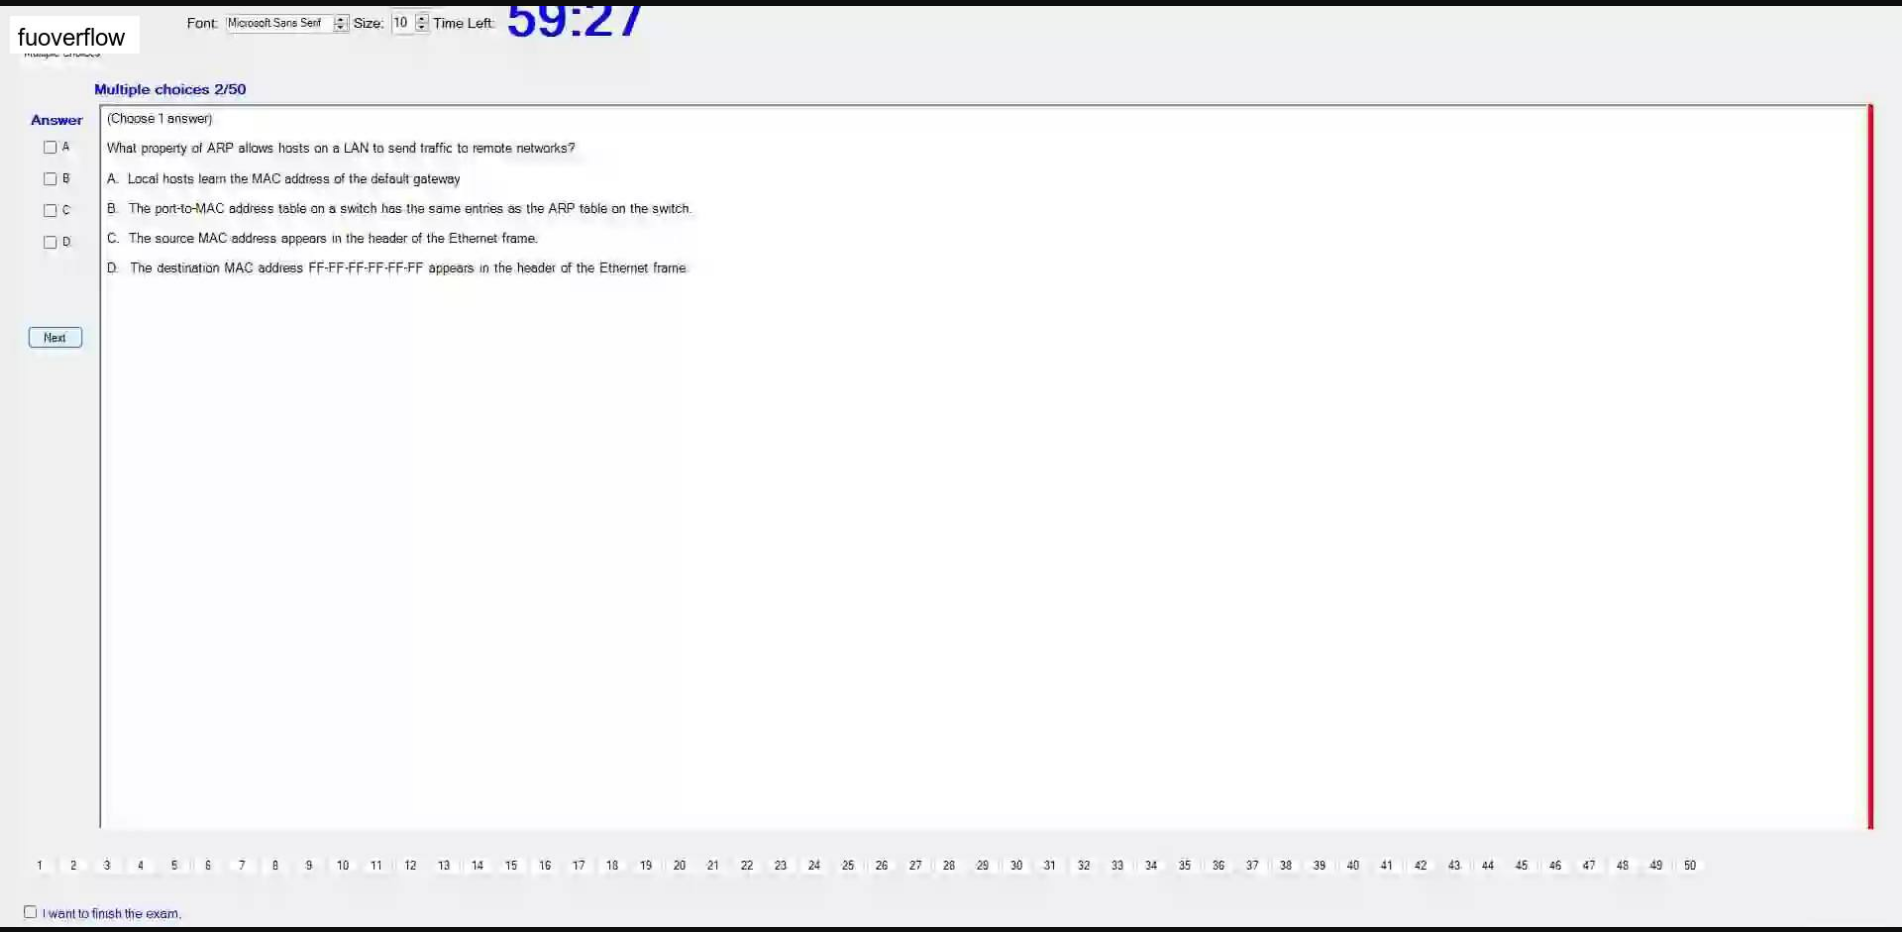 Font: Microsoft Sans Serif Size: 10 Time Left: 59:27
fuoverflow
Multiple choices
Multiple choices 2/50
Answer
(Choose 1 answer)
A
What property of ARP allows hosts on a LAN to send traffic to remote networks?
B
A. Local hosts learn the MAC address of the default gateway
C
B. The port-to-MAC address table on a switch has the same entries as the ARP table on the switch.
D
C. The source MAC address appears in the header of the Ethernet frame.
D. The destination MAC address FF-FF-FF-FF-FF-FF appears in the header of the Ethernet frame
Next
1 2 3 4 5 6 7 8 9 10 11 12 13 14 15 16 17 18 19 20 21 22 23 24 25 26 27 28 29 30 31 32 33 34 35 36 37 38 39 40 41 42 43 44 45 46 47 48 49 50
I want to finish the exam.